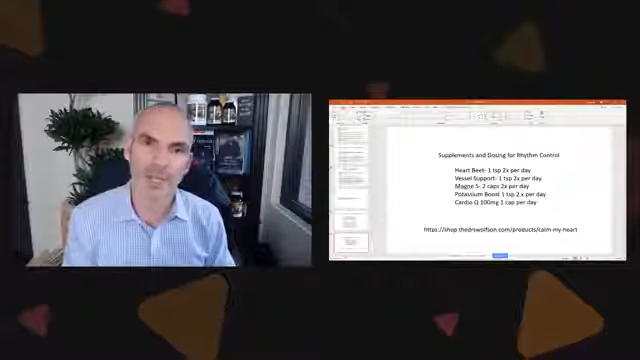 Supplements and Dosing for Rhythm Control
Heart Beet- 1 tsp 2x per day
Vessel Support- 1 tsp 2x per day
Magne 5- 2 caps 2x per day
Potassium Boost 1 tsp 2 x per day
Cardio Q 100mg 1 cap per day
https://shop.thedrswolfson.com/products/calm-my-heart